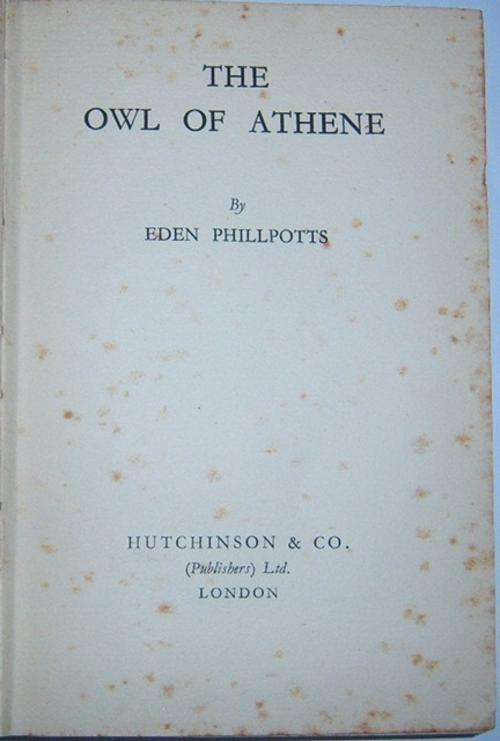 THE
OWL OF ATHENE
By
EDEN PHILLPOTTS
HUTCHINSON & CO.
(Publishers) Ltd.
LONDON